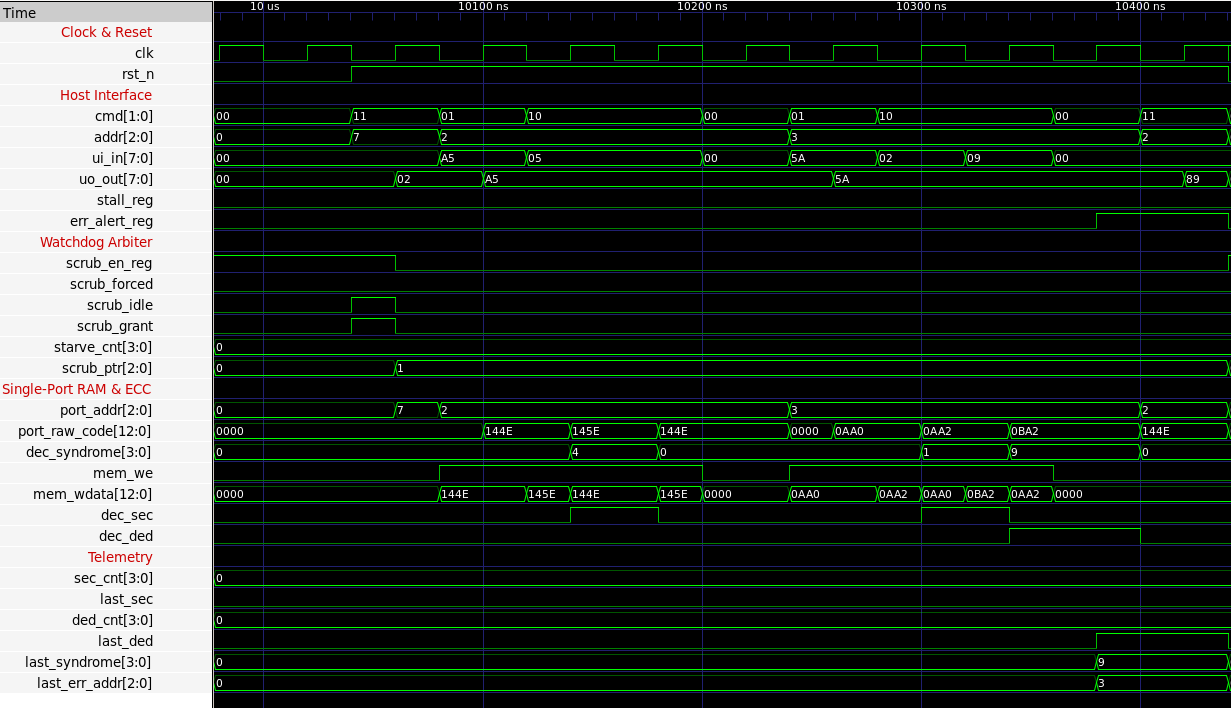 Time 10 us 10100 ns 10200 ns 10300 ns 10400 ns
Clock & Reset
clk
rst_n
Host Interface
cmd[1:0] 00 11 01 10 00 01 10 00 11
addr[2:0] 0 7 2 3 2
ui_in[7:0] 00 A5 05 00 5A 02 09 00
uo_out[7:0] 00 02 A5 5A 89
stall_reg
err_alert_reg
Watchdog Arbiter
scrub_en_reg
scrub_forced
scrub_idle
scrub_grant
starve_cnt[3:0] 0
scrub_ptr[2:0] 0 1
Single-Port RAM & ECC
port_addr[2:0] 0 7 2 3 2
port_raw_code[12:0] 0000 144E 145E 144E 0000 0AA0 0AA2 0BA2 144E
dec_syndrome[3:0] 0 4 0 1 9 0
mem_we
mem_wdata[12:0] 0000 144E 145E 144E 145E 0000 0AA0 0AA2 0AA0 0BA2 0AA2 0000
dec_sec
dec_ded
Telemetry
sec_cnt[3:0] 0
last_sec
ded_cnt[3:0] 0
last_ded
last_syndrome[3:0] 0 9
last_err_addr[2:0] 0 3